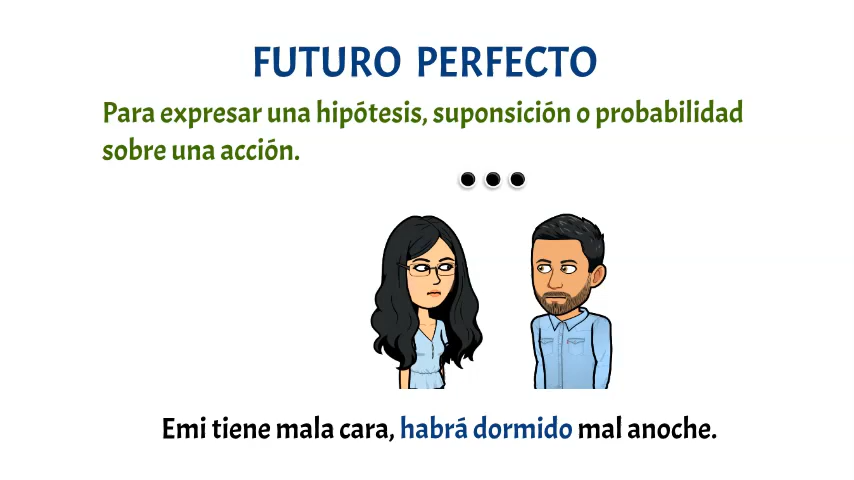 FUTURO PERFECTO
Para expresar una hipótesis, suponsición o probabilidad
sobre una acción.
Emi tiene mala cara, habrá dormido mal anoche.